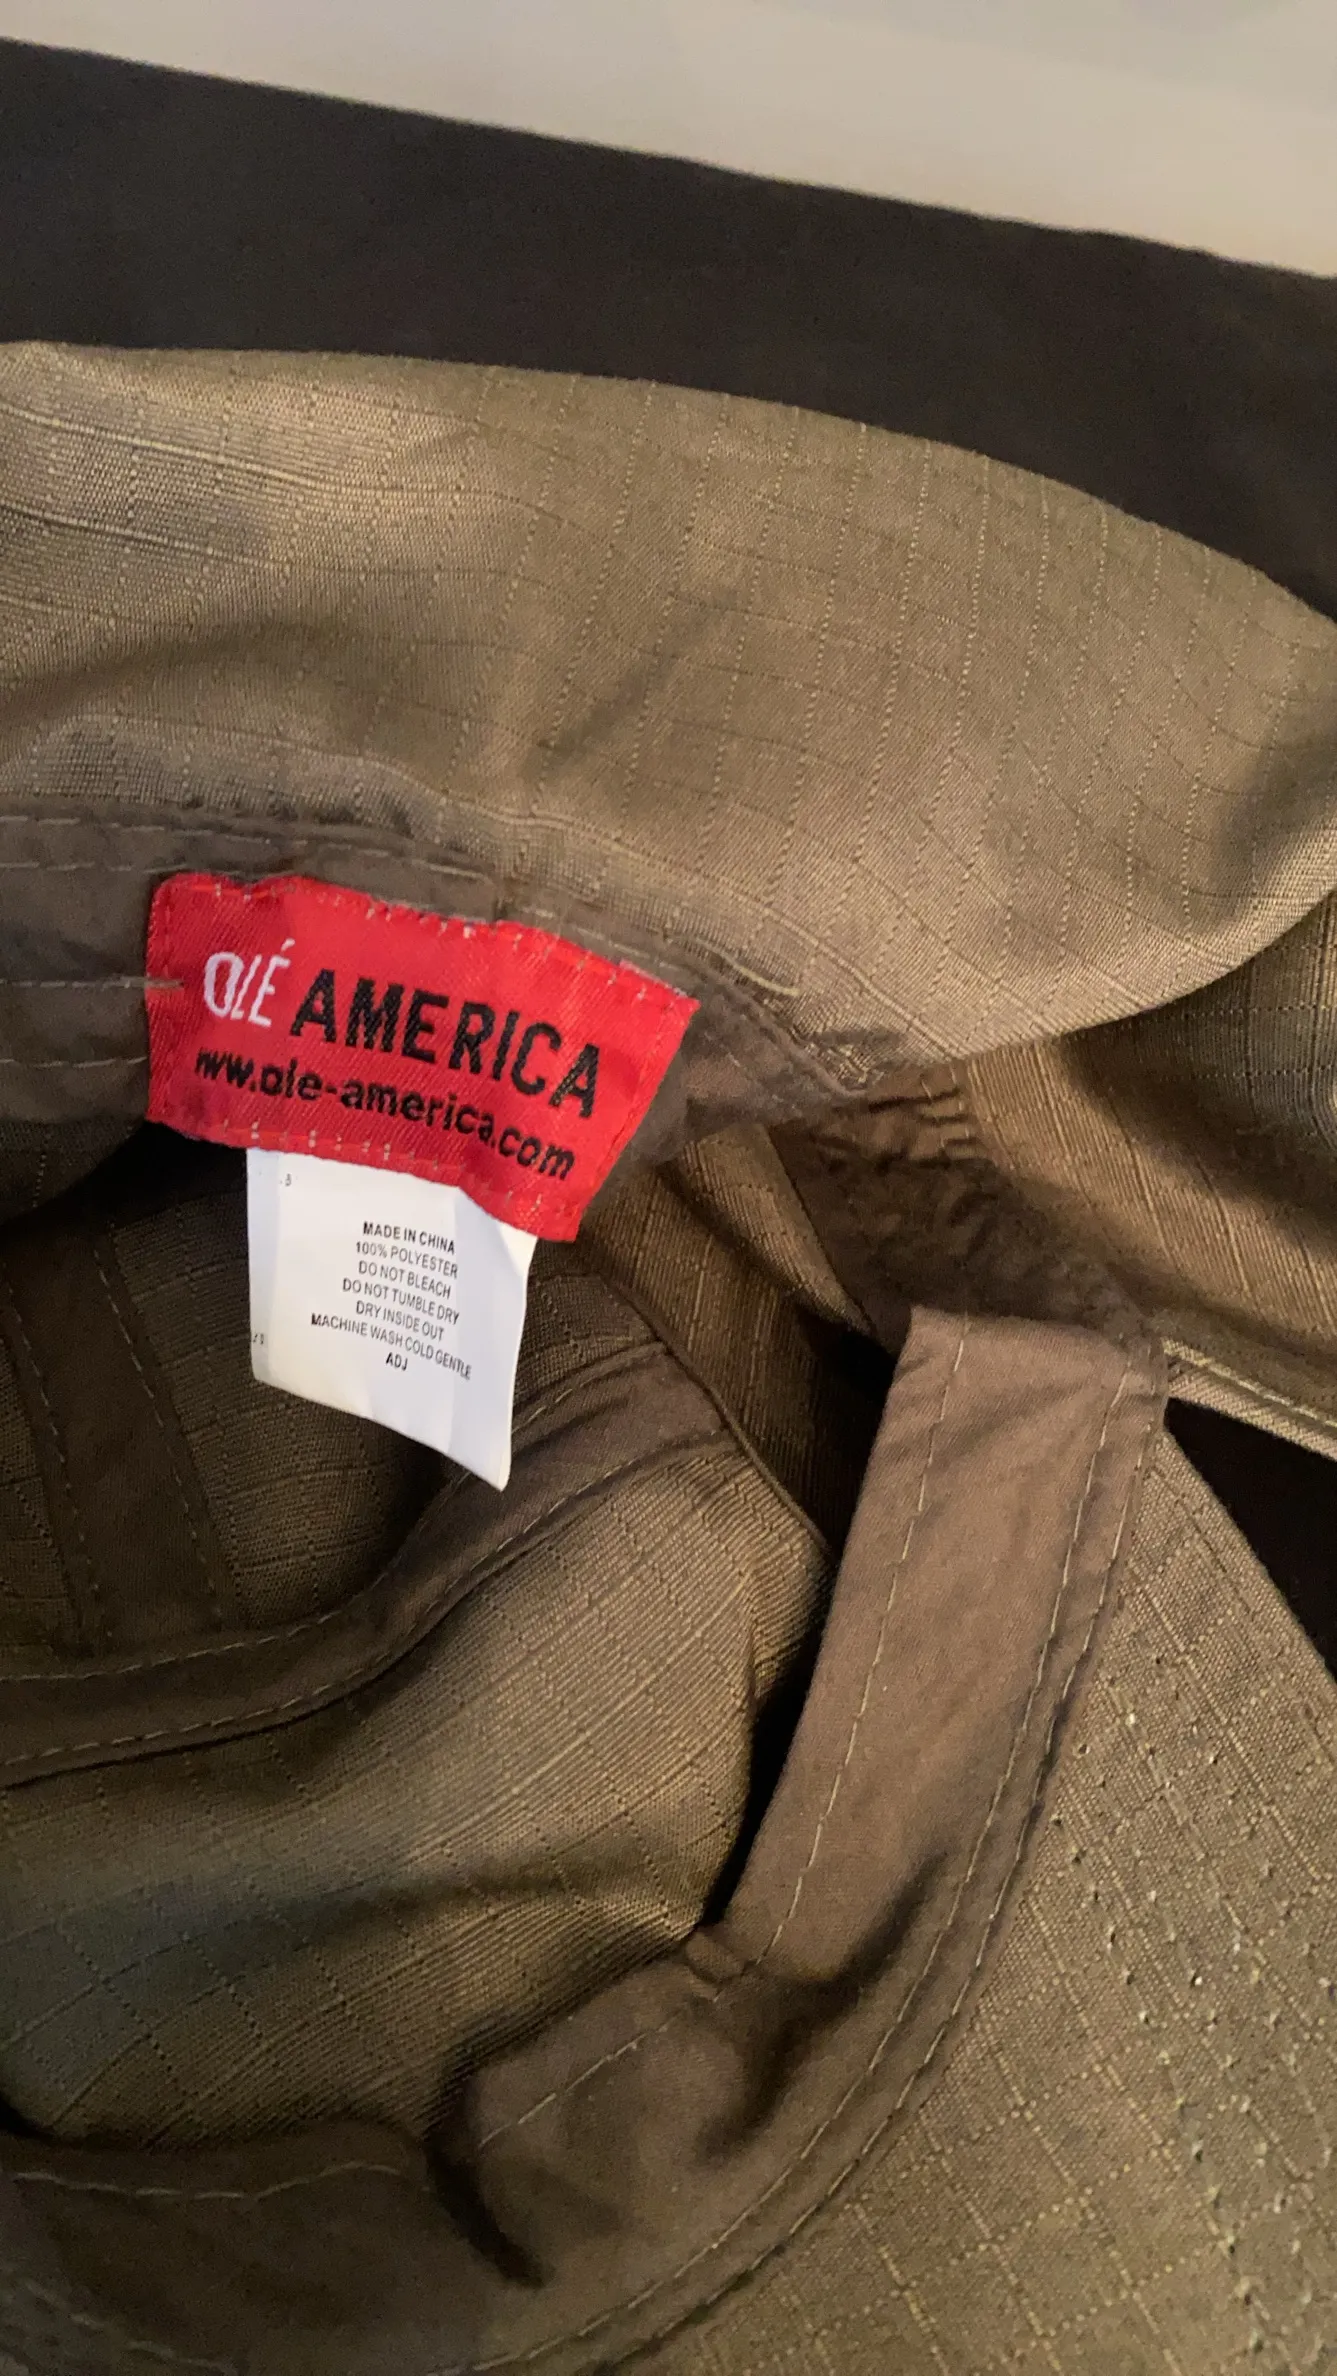 OLÉ AMERICA
www.ole-america.com
MADE IN CHINA
100% POLYESTER
DO NOT BLEACH
DO NOT TUMBLE DRY
DRY INSIDE OUT
MACHINE WASH COLD GENTLE
ADJ